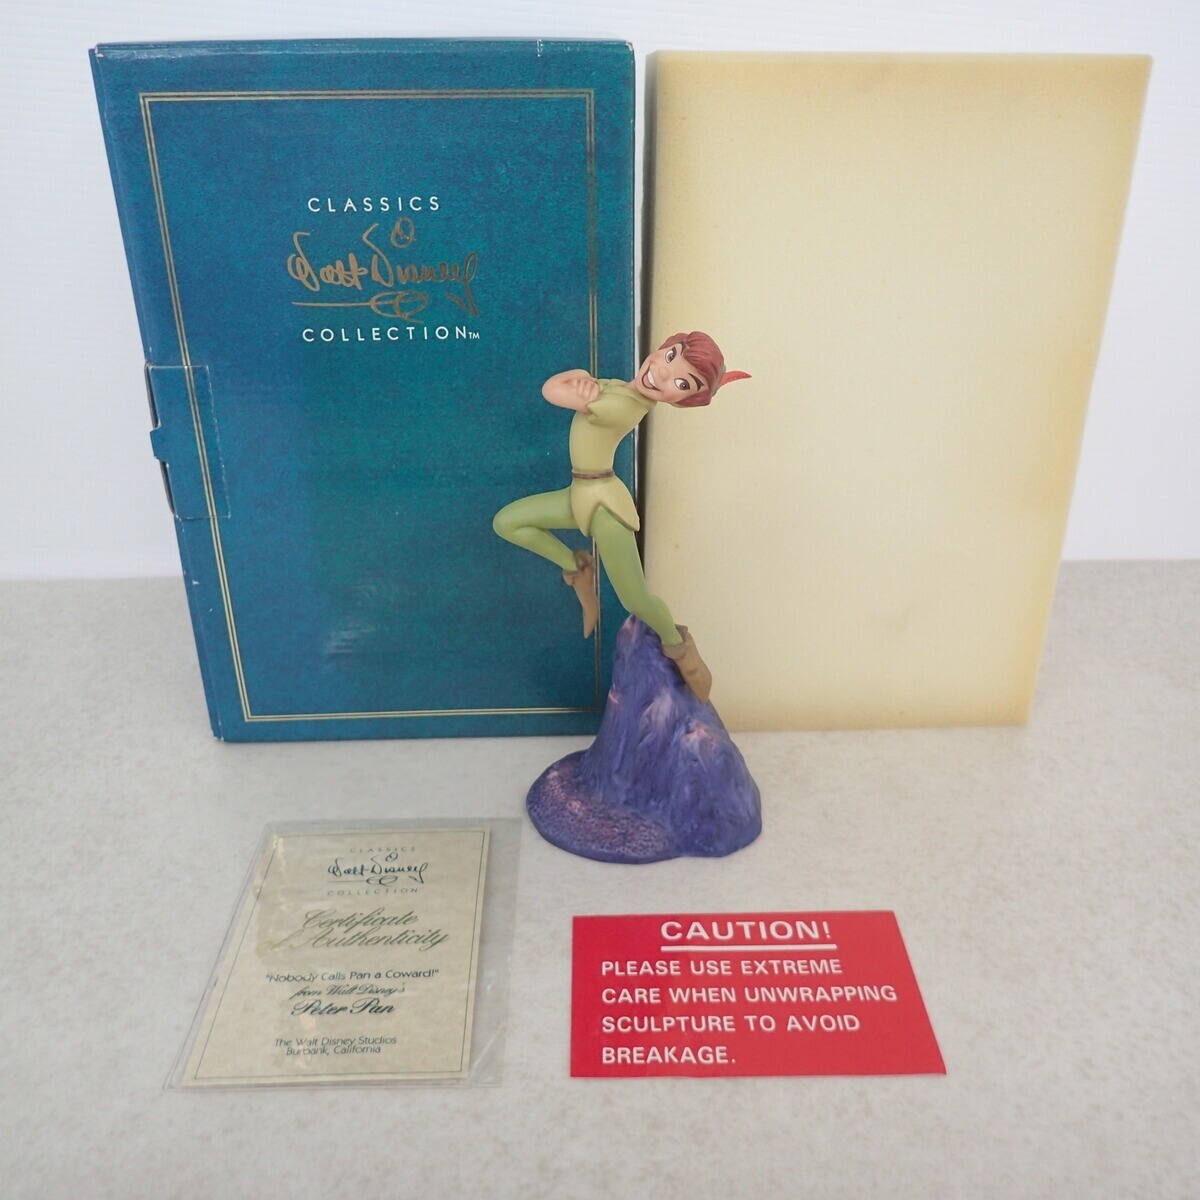 CLASSICS
Walt Disney
COLLECTION™
CLASSICS
Walt Disney
COLLECTION
Certificate
of Authenticity
"Nobody Calls Pan a Coward!"
from Walt Disney's
Peter Pan
The Walt Disney Studios
Burbank, California
CAUTION!
PLEASE USE EXTREME
CARE WHEN UNWRAPPING
SCULPTURE TO AVOID
BREAKAGE.